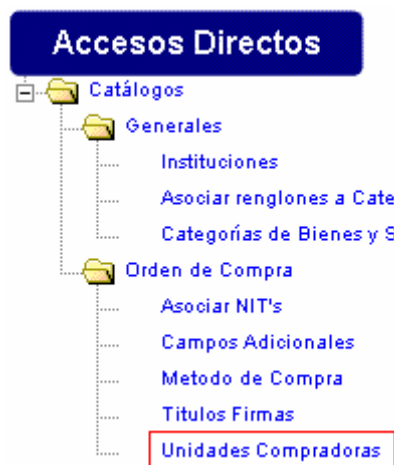 Accesos Directos
Catálogos
Generales
Instituciones
Asociar renglones a Cate
Categorías de Bienes y S
Orden de Compra
Asociar NIT's
Campos Adicionales
Metodo de Compra
Titulos Firmas
Unidades Compradoras